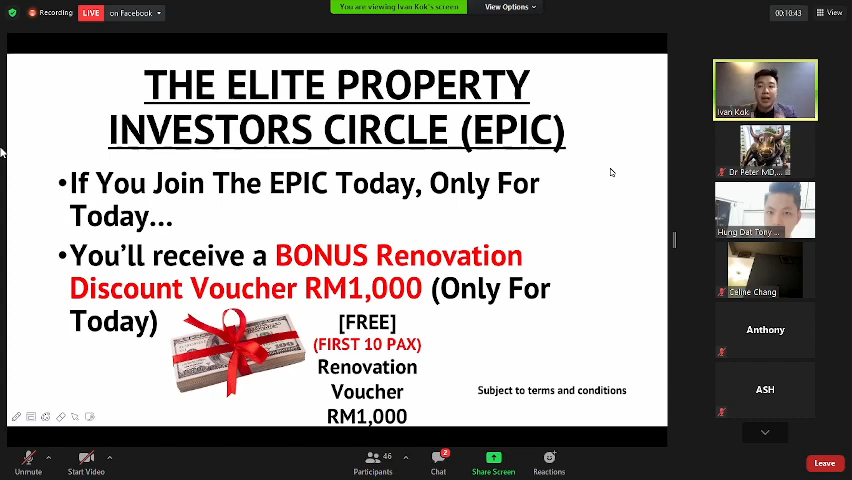 Recording
LIVE
on Facebook
You are viewing Ivan Kok's screen
View Options
00:10:43
View
THE ELITE PROPERTY
INVESTORS CIRCLE (EPIC)
•If You Join The EPIC Today, Only For
Today...
•You'll receive a BONUS Renovation
Discount Voucher RM1,000 (Only For
Today)
[FREE]
(FIRST 10 PAX)
Renovation
Voucher
RM1,000
Subject to terms and conditions
Ivan Kok
Dr Peter MD,...
Hung Dat Tony ...
Celine Chang
Anthony
ASH
Unmute
Start Video
46
Participants
2
Chat
Share Screen
Reactions
Leave